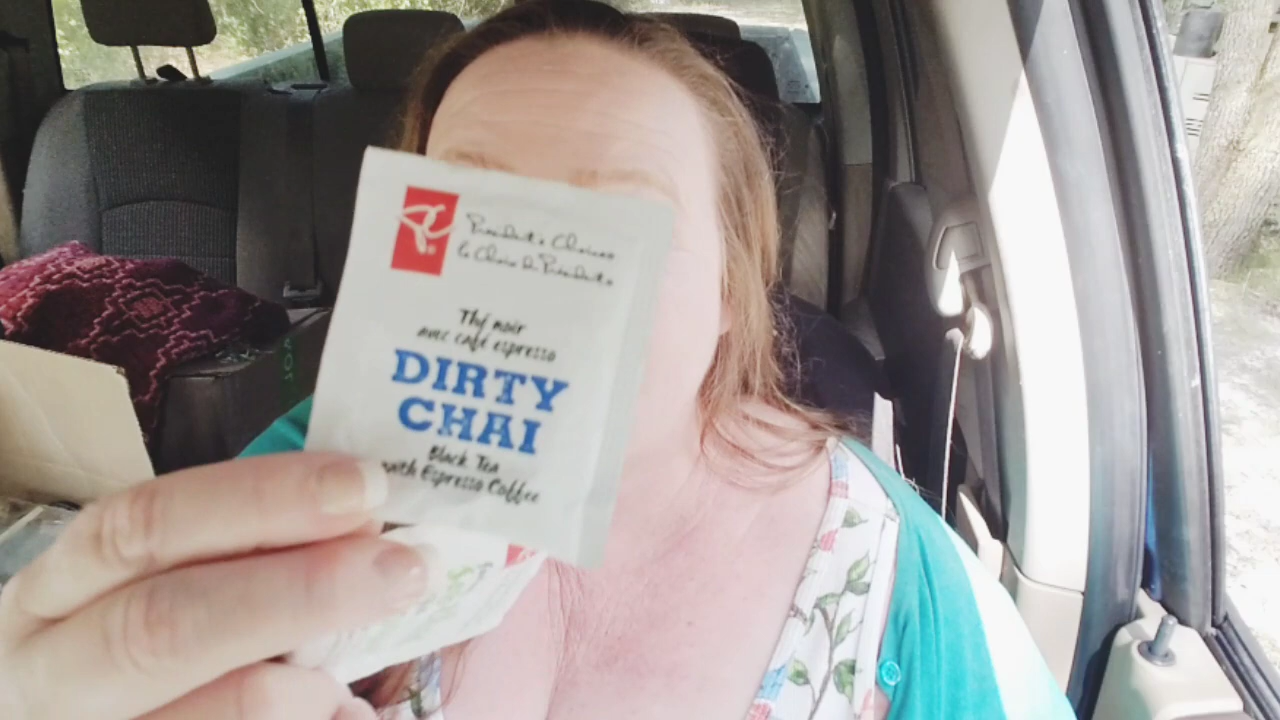 President's Choice
le Choix du Président
Thé noir
avec café espresso
DIRTY
CHAI
Black Tea
with Espresso Coffee